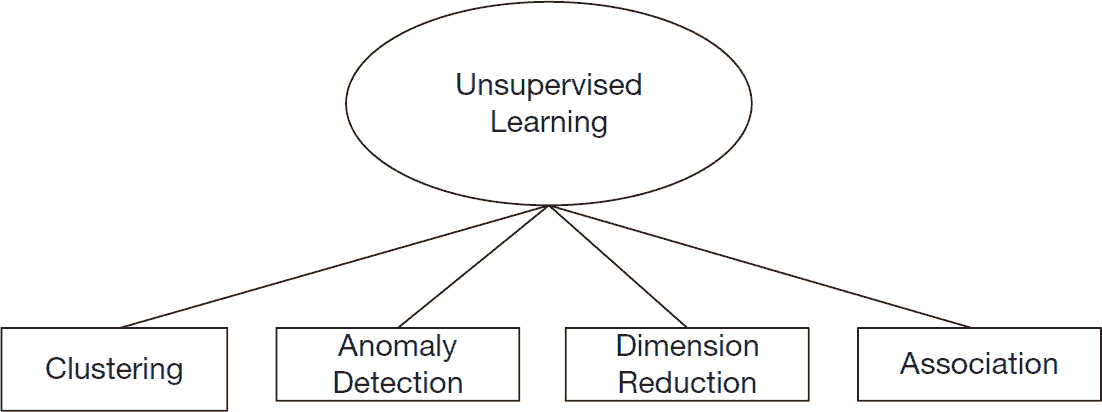 Unsupervised
Learning
Clustering
Anomaly
Detection
Dimension
Reduction
Association